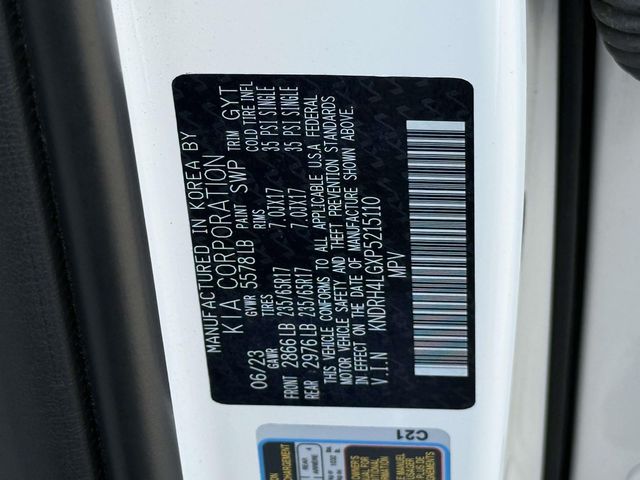 MANUFACTURED IN KOREA BY
KIA CORPORATION
06/23 GVWR 5578LB PAINT SWP TRIM GYT
GAWR TIRES RIMS COLD TIRE INFL
FRONT 2866LB 235/65R17 7.0JX17 35 PSI SINGLE
REAR 2976LB 235/65R17 7.0JX17 35 PSI SINGLE
THIS VEHICLE CONFORMS TO ALL APPLICABLE U.S.A FEDERAL
MOTOR VEHICLE SAFETY AND THEFT PREVENTION STANDARDS
IN EFFECT ON THE DATE OF MANUFACTURE SHOWN ABOVE.
V.I.N KNDRH4LGXP5215110
MPV
C21
REAR
ARRIÈRE